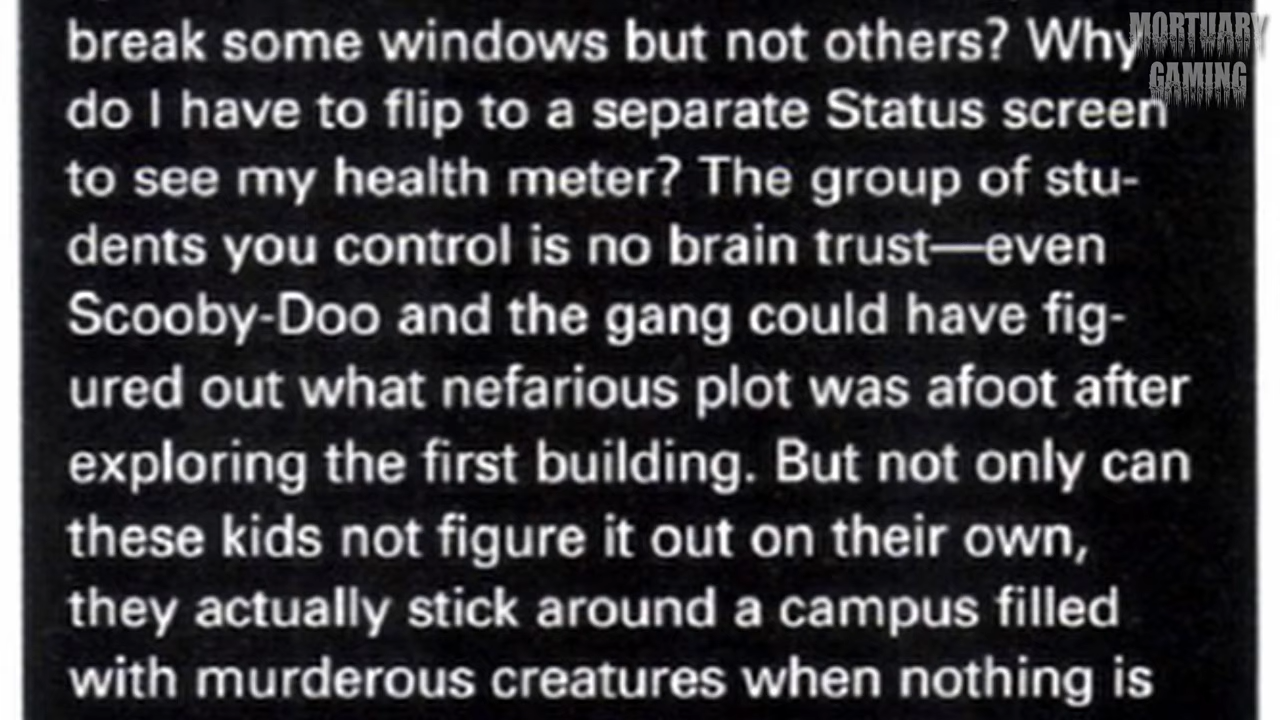 MORTUARY
GAMING
break some windows but not others? Why
do I have to flip to a separate Status screen
to see my health meter? The group of stu-
dents you control is no brain trust—even
Scooby-Doo and the gang could have fig-
ured out what nefarious plot was afoot after
exploring the first building. But not only can
these kids not figure it out on their own,
they actually stick around a campus filled
with murderous creatures when nothing is